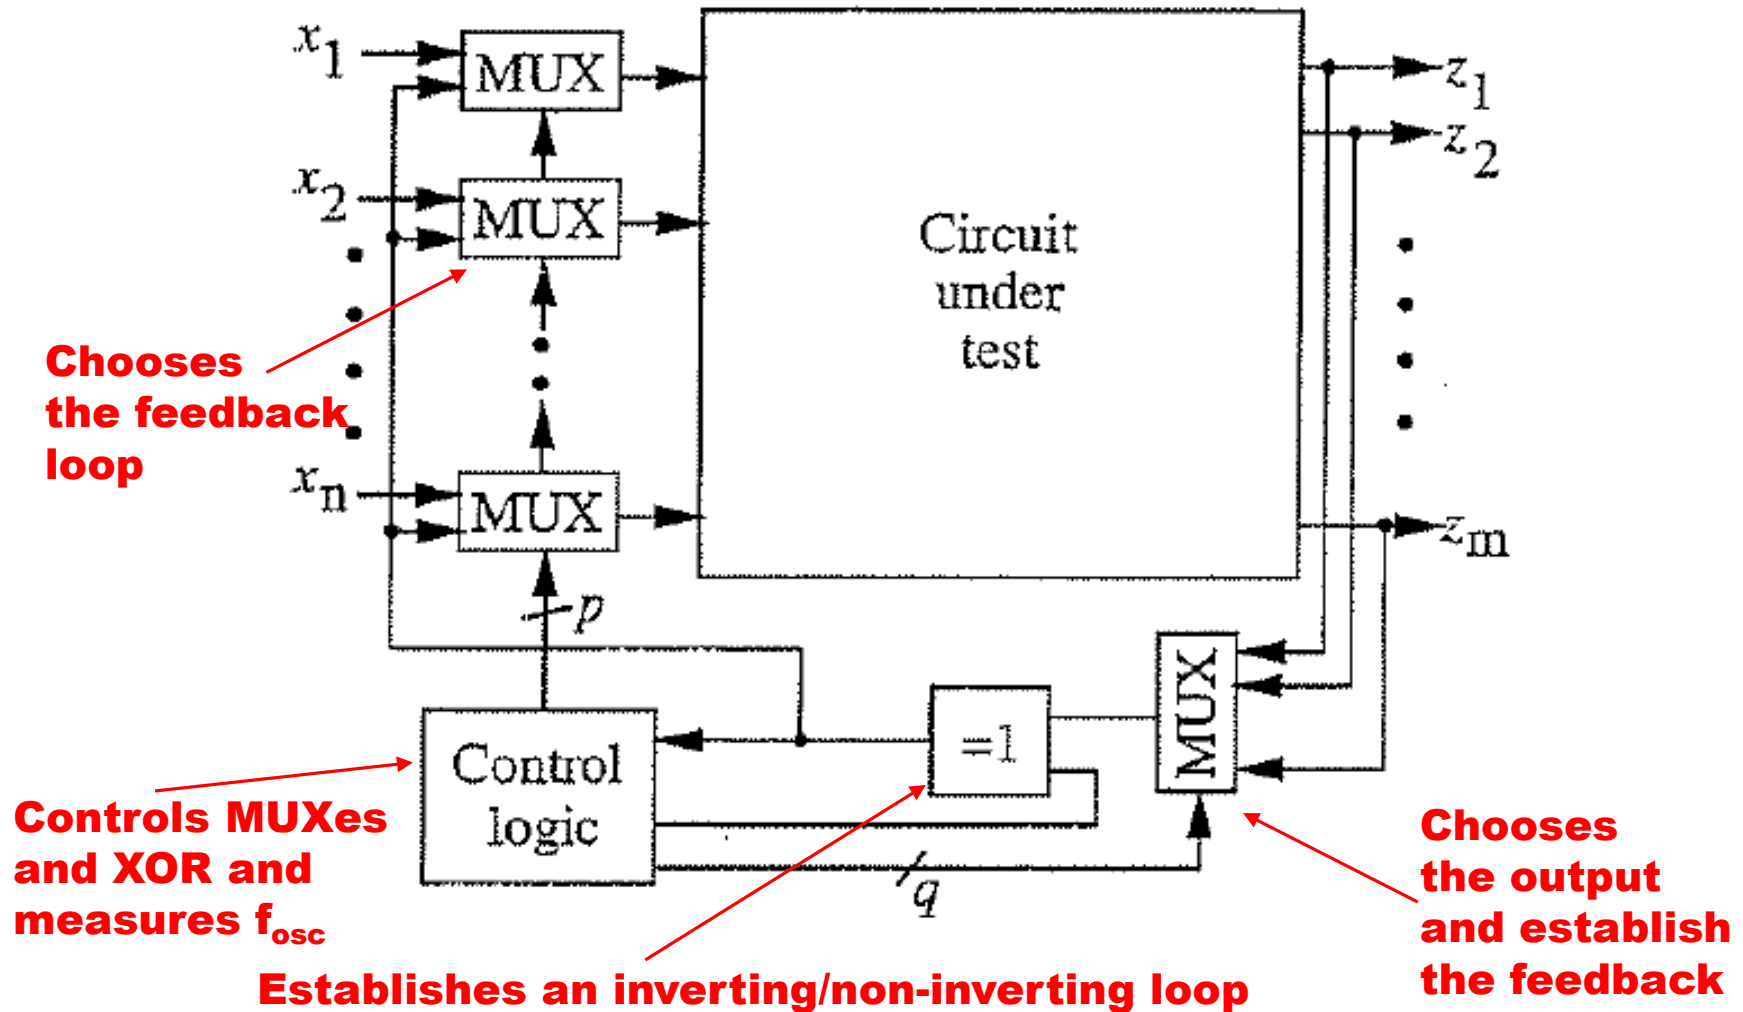 x1
MUX
z1
z2
x2
MUX
Circuit
under
test
Chooses
the feedback
loop
xn
MUX
zm
p
MUX
=1
Control
logic
q
Controls MUXes
and XOR and
measures fosc
Chooses
the output
and establish
the feedback
Establishes an inverting/non-inverting loop